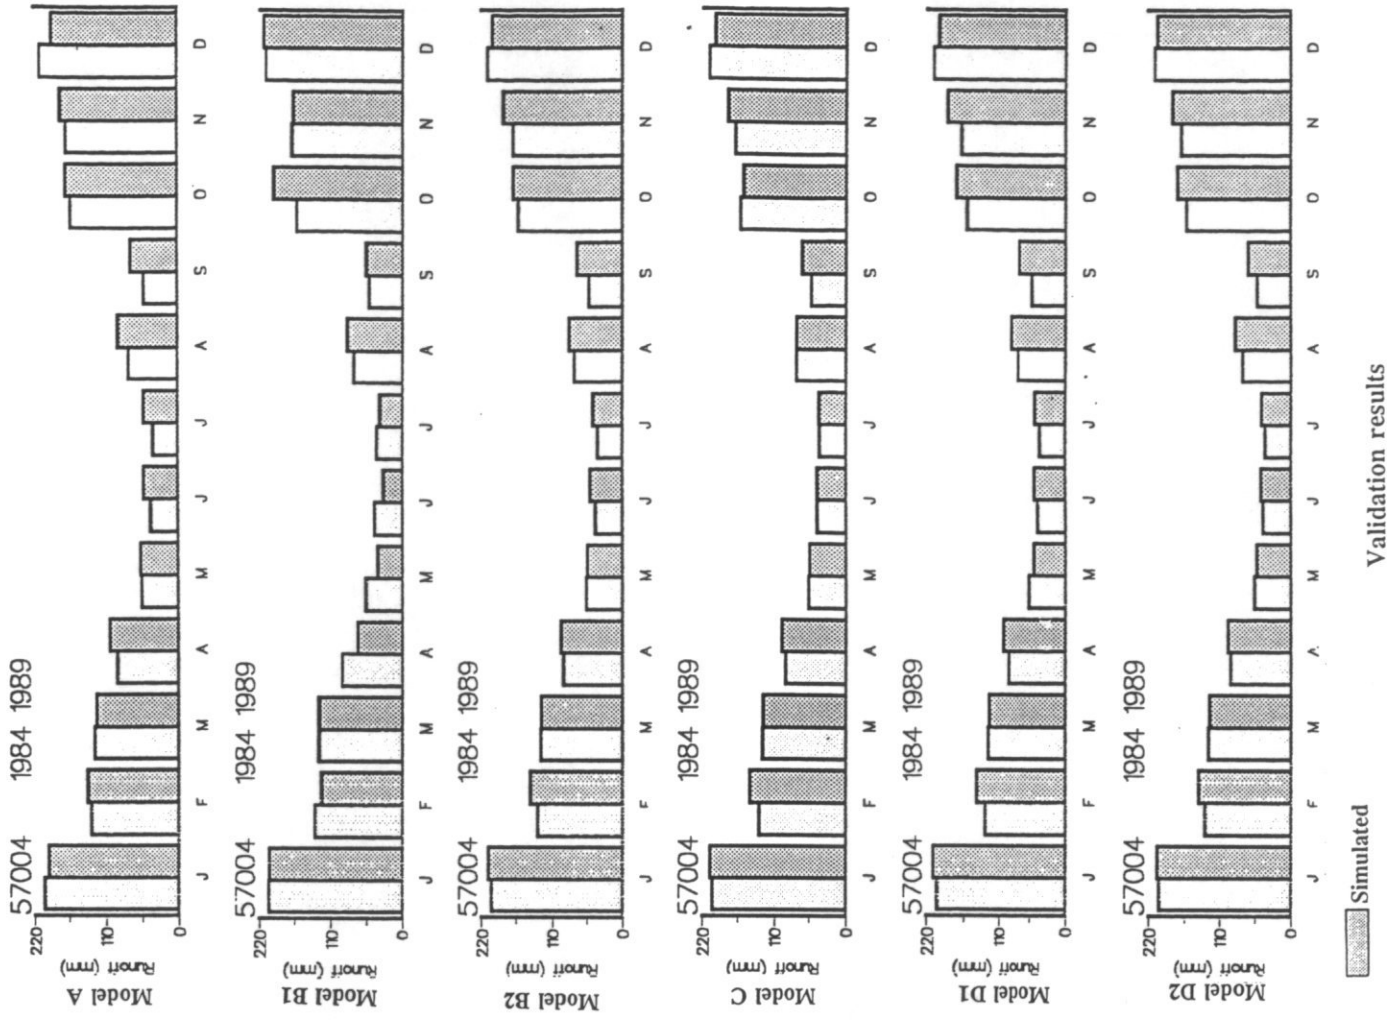 Model A
Runoff (mm)
220
110
0
57004 1984 1989
J F M A M J J A S O N D
Model B1
Runoff (mm)
220
110
0
57004 1984 1989
J F M A M J J A S O N D
Model B2
Runoff (mm)
220
110
0
57004 1984 1989
J F M A M J J A S O N D
Model C
Runoff (mm)
220
110
0
57004 1984 1989
J F M A M J J A S O N D
Model D1
Runoff (mm)
220
110
0
57004 1984 1989
J F M A M J J A S O N D
Model D2
Runoff (mm)
220
110
0
57004 1984 1989
J F M A M J J A S O N D
Simulated
Validation results